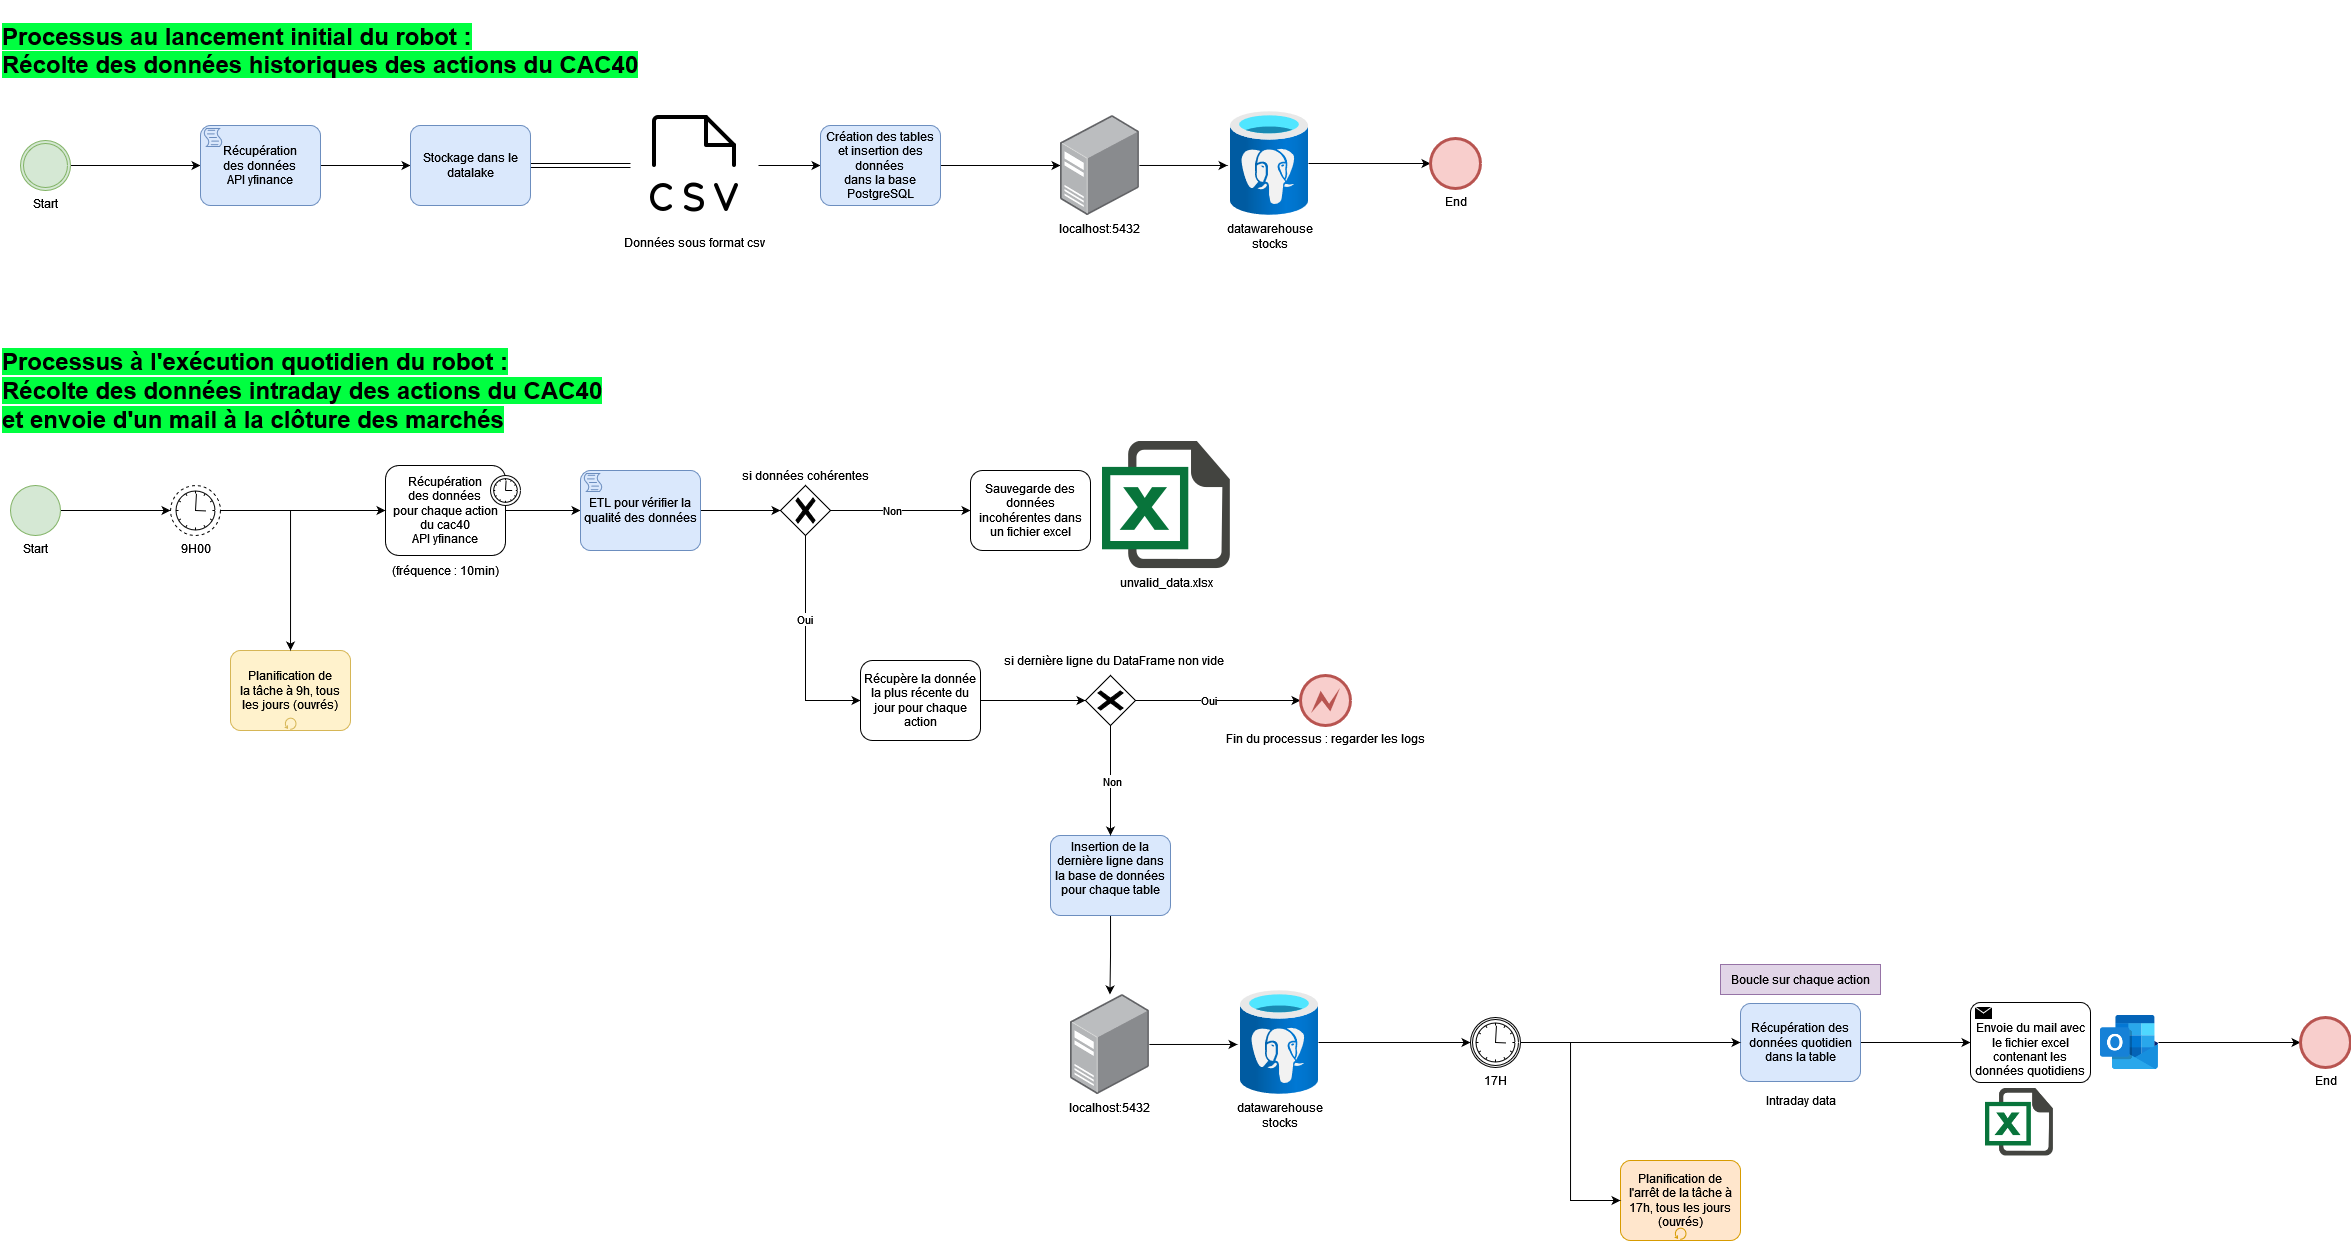 Processus au lancement initial du robot :
Récolte des données historiques des actions du CAC40
Start
Récupération
des données
API yfinance
Stockage dans le
datalake
CSV
Données sous format csv
Création des tables
et insertion des
données
dans la base
PostgreSQL
localhost:5432
datawarehouse
stocks
End
Processus à l'exécution quotidien du robot :
Récolte des données intraday des actions du CAC40
et envoie d'un mail à la clôture des marchés
Start
9H00
Planification de
la tâche à 9h, tous
les jours (ouvrés)
Récupération
des données
pour chaque action
du cac40
API yfinance
(fréquence : 10min)
ETL pour vérifier la
qualité des données
si données cohérentes
Non
Sauvegarde des
données
incohérentes dans
un fichier excel
X
unvalid_data.xlsx
Oui
Récupère la donnée
la plus récente du
jour pour chaque
action
si dernière ligne du DataFrame non vide
Oui
Fin du processus : regarder les logs
Non
Insertion de la
dernière ligne dans
la base de données
pour chaque table
localhost:5432
datawarehouse
stocks
17H
Planification de
l'arrêt de la tâche à
17h, tous les jours
(ouvrés)
Boucle sur chaque action
Récupération des
données quotidien
dans la table
Intraday data
Envoie du mail avec
le fichier excel
contenant les
données quotidiens
X
O
End